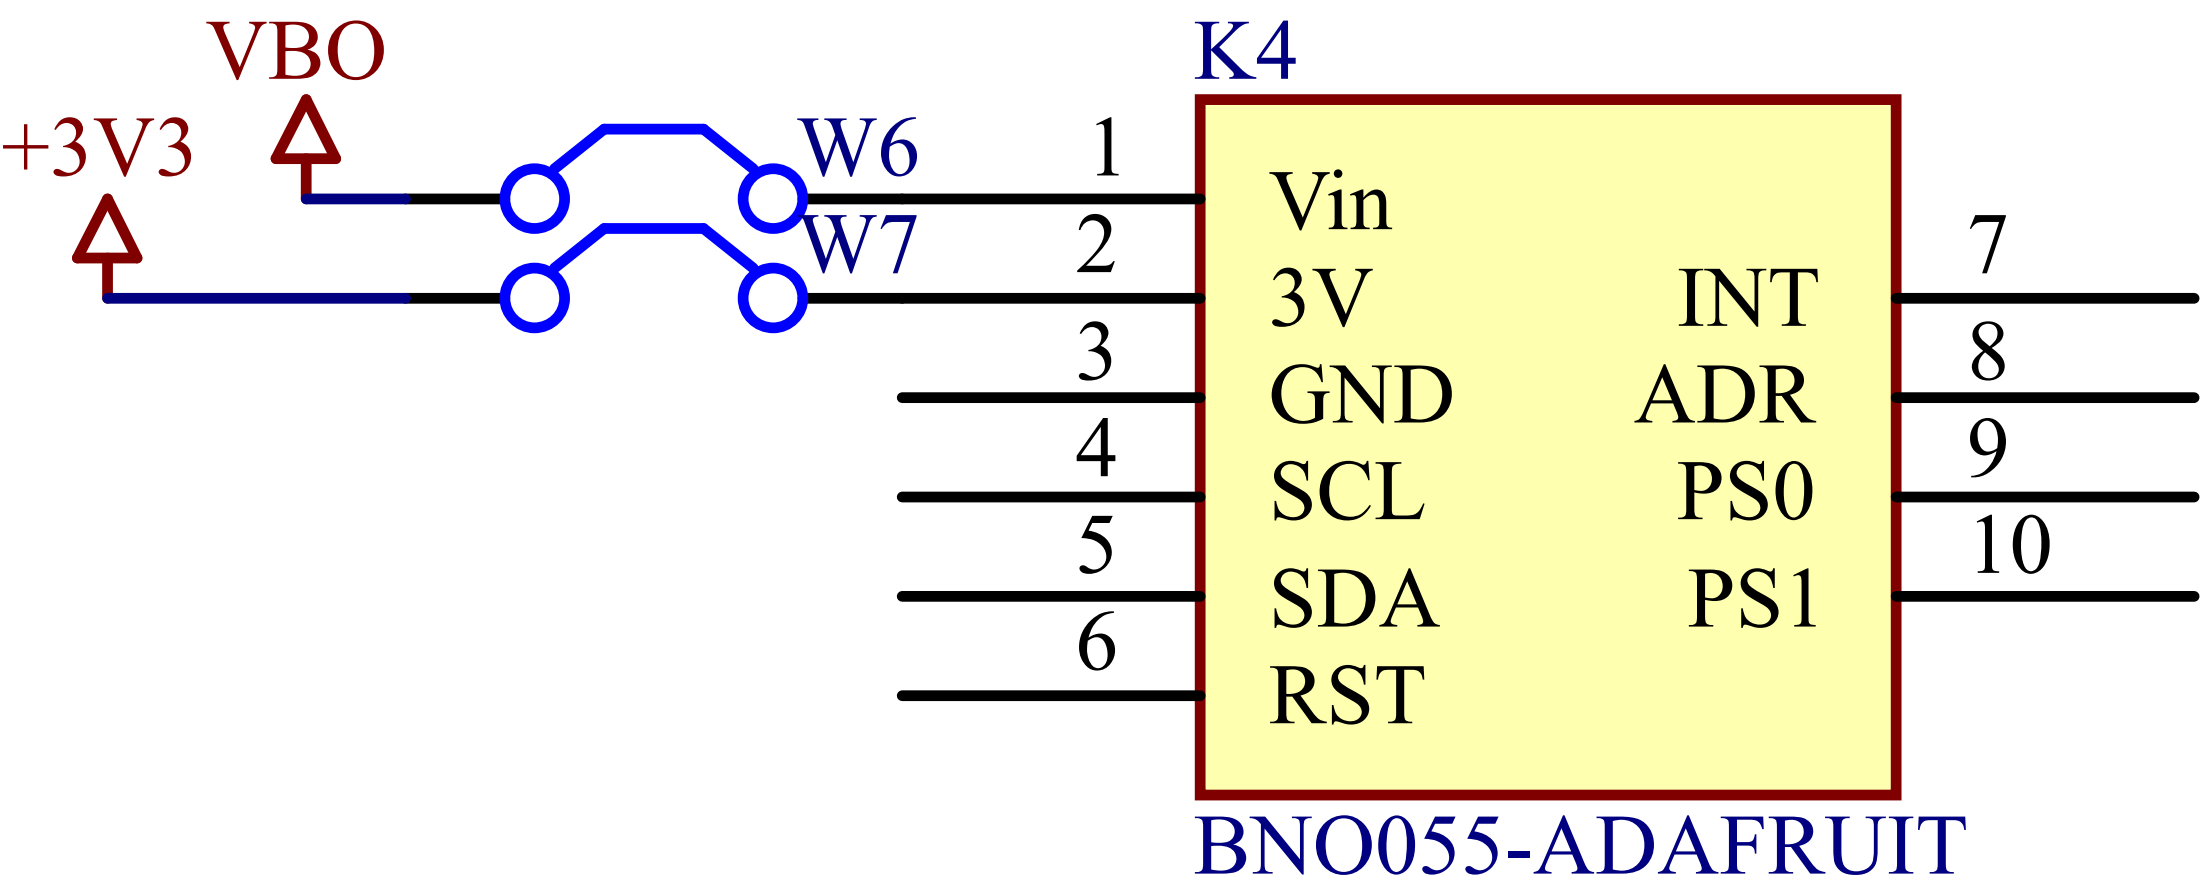 VBO
K4
+3V3
W6
1
Vin
W7
2
3V
INT
7
3
GND
ADR
8
4
SCL
PS0
9
5
SDA
PS1
10
6
RST
BNO055-ADAFRUIT